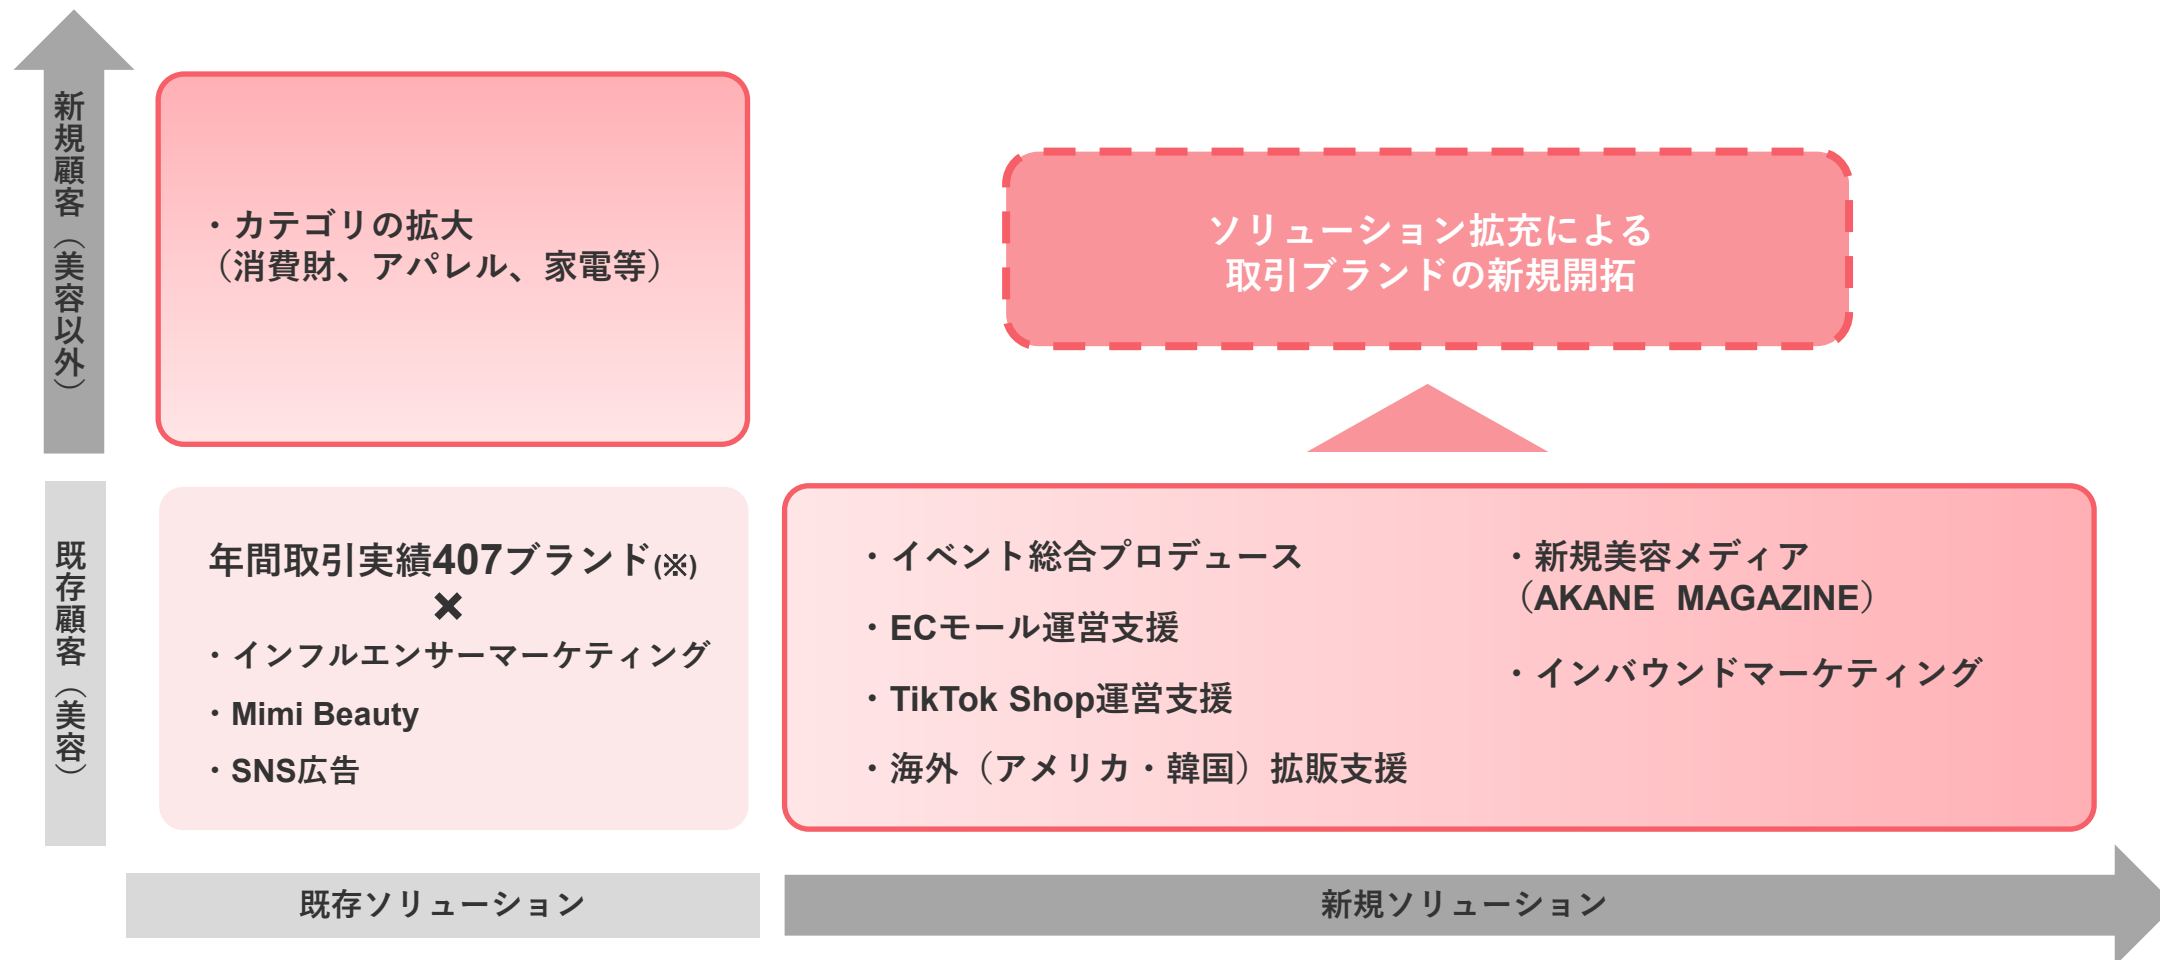 新規顧客（美容以外）
・カテゴリの拡大
（消費財、アパレル、家電等）
ソリューション拡充による
取引ブランドの新規開拓
既存顧客（美容）
年間取引実績407ブランド(※)
✖
・インフルエンサーマーケティング
・Mimi Beauty
・SNS広告
・イベント総合プロデュース
・ECモール運営支援
・TikTok Shop運営支援
・海外（アメリカ・韓国）拡販支援
・新規美容メディア
（AKANE MAGAZINE）
・インバウンドマーケティング
既存ソリューション
新規ソリューション